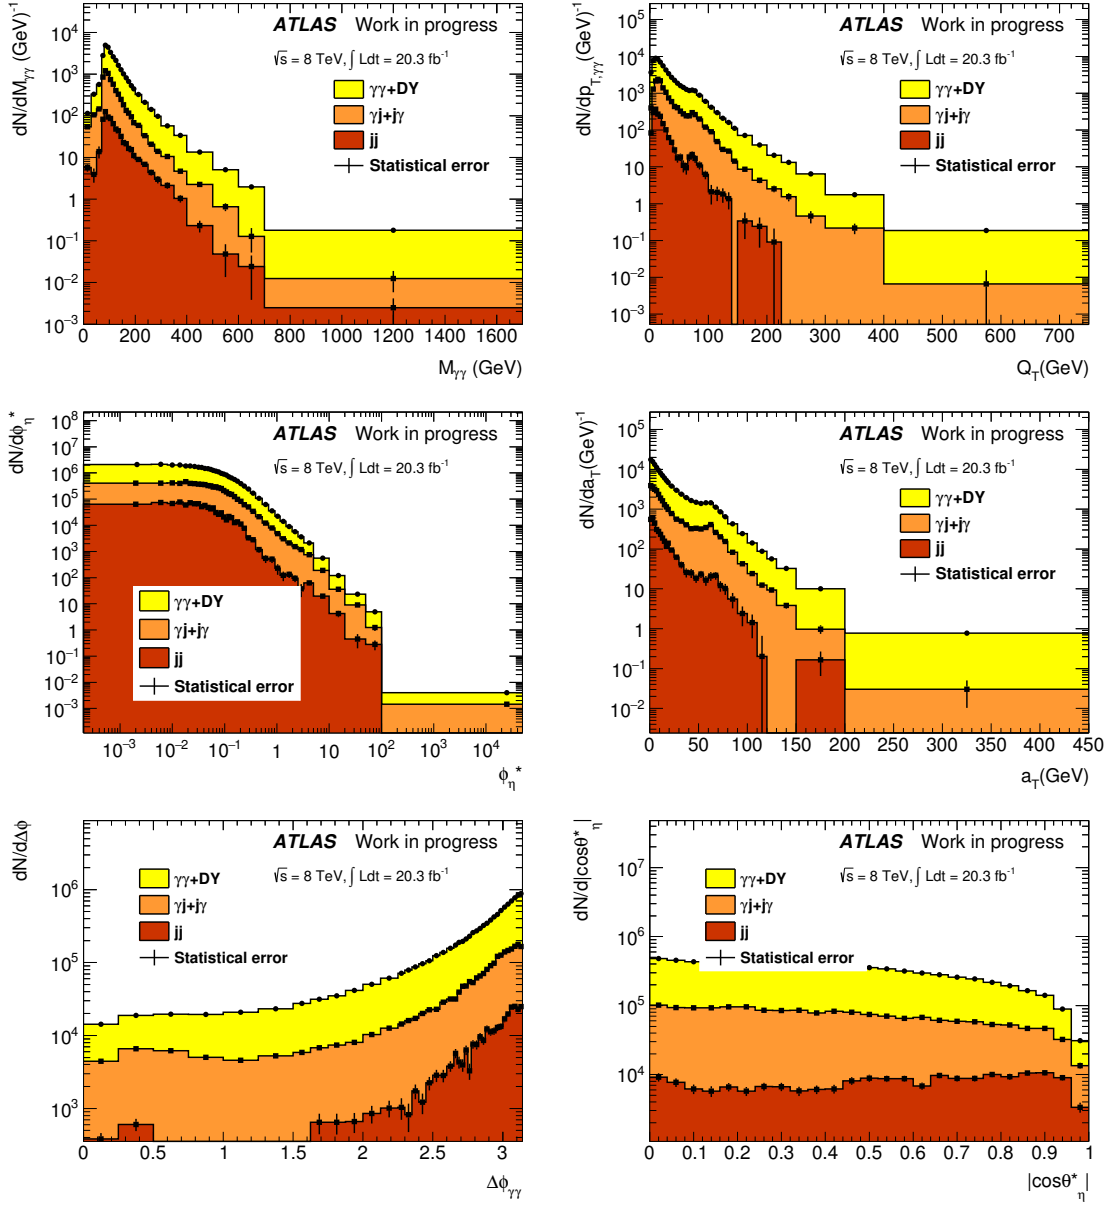 dN/dM_γγ (GeV)⁻¹
ATLAS Work in progress
√s = 8 TeV, ∫ Ldt = 20.3 fb⁻¹
γγ+DY
γj+jγ
jj
Statistical error
10⁴
10³
10²
10
1
10⁻¹
10⁻²
10⁻³
0 200 400 600 800 1000 1200 1400 1600
M_γγ (GeV)
dN/dp_T,γγ(GeV)⁻¹
ATLAS Work in progress
√s = 8 TeV, ∫ Ldt = 20.3 fb⁻¹
γγ+DY
γj+jγ
jj
Statistical error
10⁵
10⁴
10³
10²
10
1
10⁻¹
10⁻²
10⁻³
0 100 200 300 400 500 600 700
Q_T(GeV)
dN/dϕ_η*
ATLAS Work in progress
√s = 8 TeV, ∫ Ldt = 20.3 fb⁻¹
10⁸
10⁷
10⁶
10⁵
10⁴
10³
10²
10
1
10⁻¹
10⁻²
10⁻³
γγ+DY
γj+jγ
jj
Statistical error
10⁻³ 10⁻² 10⁻¹ 1 10 10² 10³ 10⁴
ϕ_η*
dN/da_T(GeV)⁻¹
ATLAS Work in progress
√s = 8 TeV, ∫ Ldt = 20.3 fb⁻¹
γγ+DY
γj+jγ
jj
Statistical error
10⁵
10⁴
10³
10²
10
1
10⁻¹
10⁻²
0 50 100 150 200 250 300 350 400 450
a_T(GeV)
dN/dΔϕ
ATLAS Work in progress
√s = 8 TeV, ∫ Ldt = 20.3 fb⁻¹
γγ+DY
γj+jγ
jj
Statistical error
10⁶
10⁵
10⁴
10³
0 0.5 1 1.5 2 2.5 3
Δϕ_γγ
dN/d|cosθ*_η|
ATLAS Work in progress
√s = 8 TeV, ∫ Ldt = 20.3 fb⁻¹
γγ+DY
γj+jγ
jj
Statistical error
10⁷
10⁶
10⁵
10⁴
0 0.1 0.2 0.3 0.4 0.5 0.6 0.7 0.8 0.9 1
|cosθ*_η|